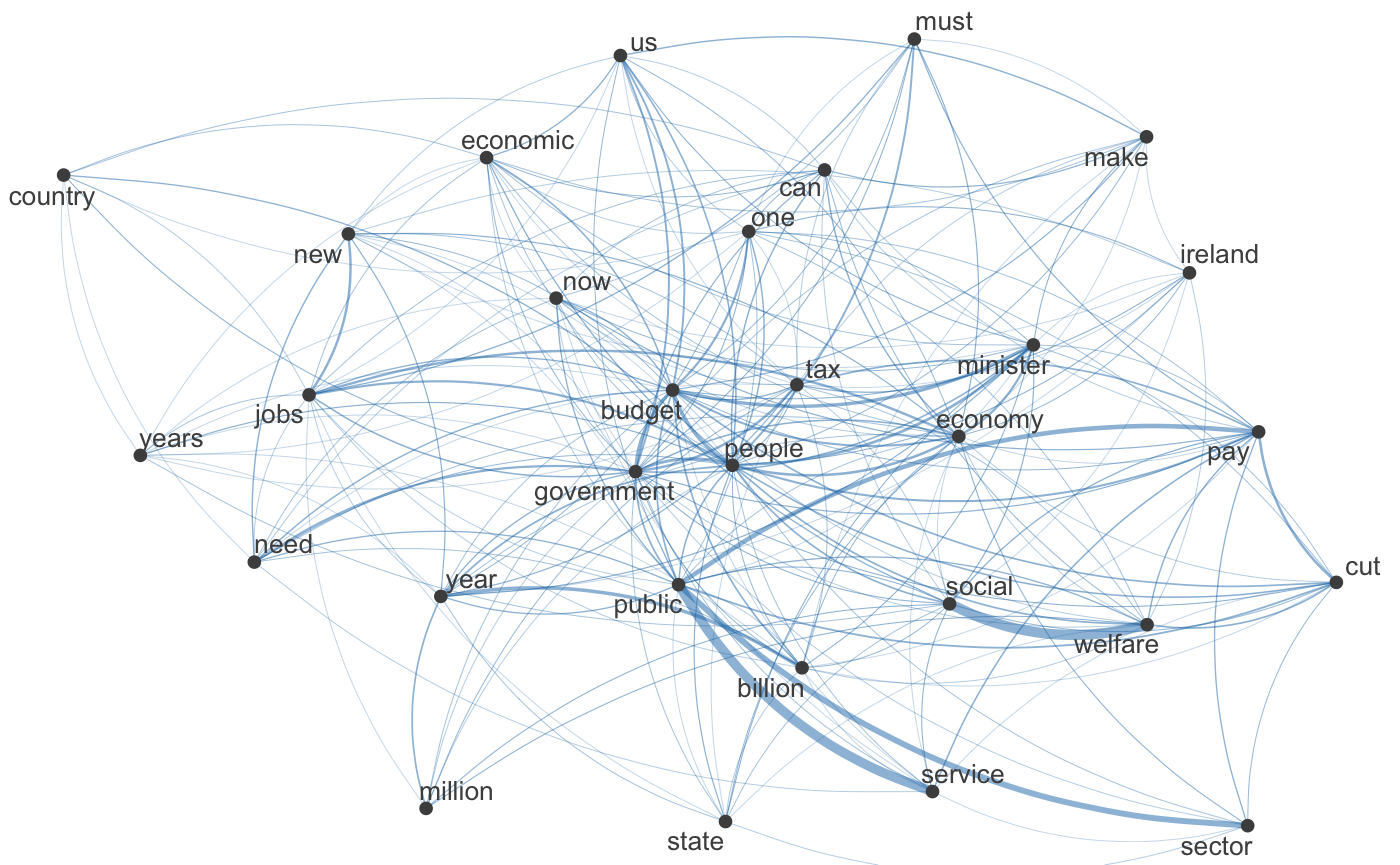 must
us
economic
make
can
country
one
new
ireland
now
minister
tax
budget
jobs
economy
years
people
pay
government
need
cut
year
social
public
welfare
billion
service
million
state
sector